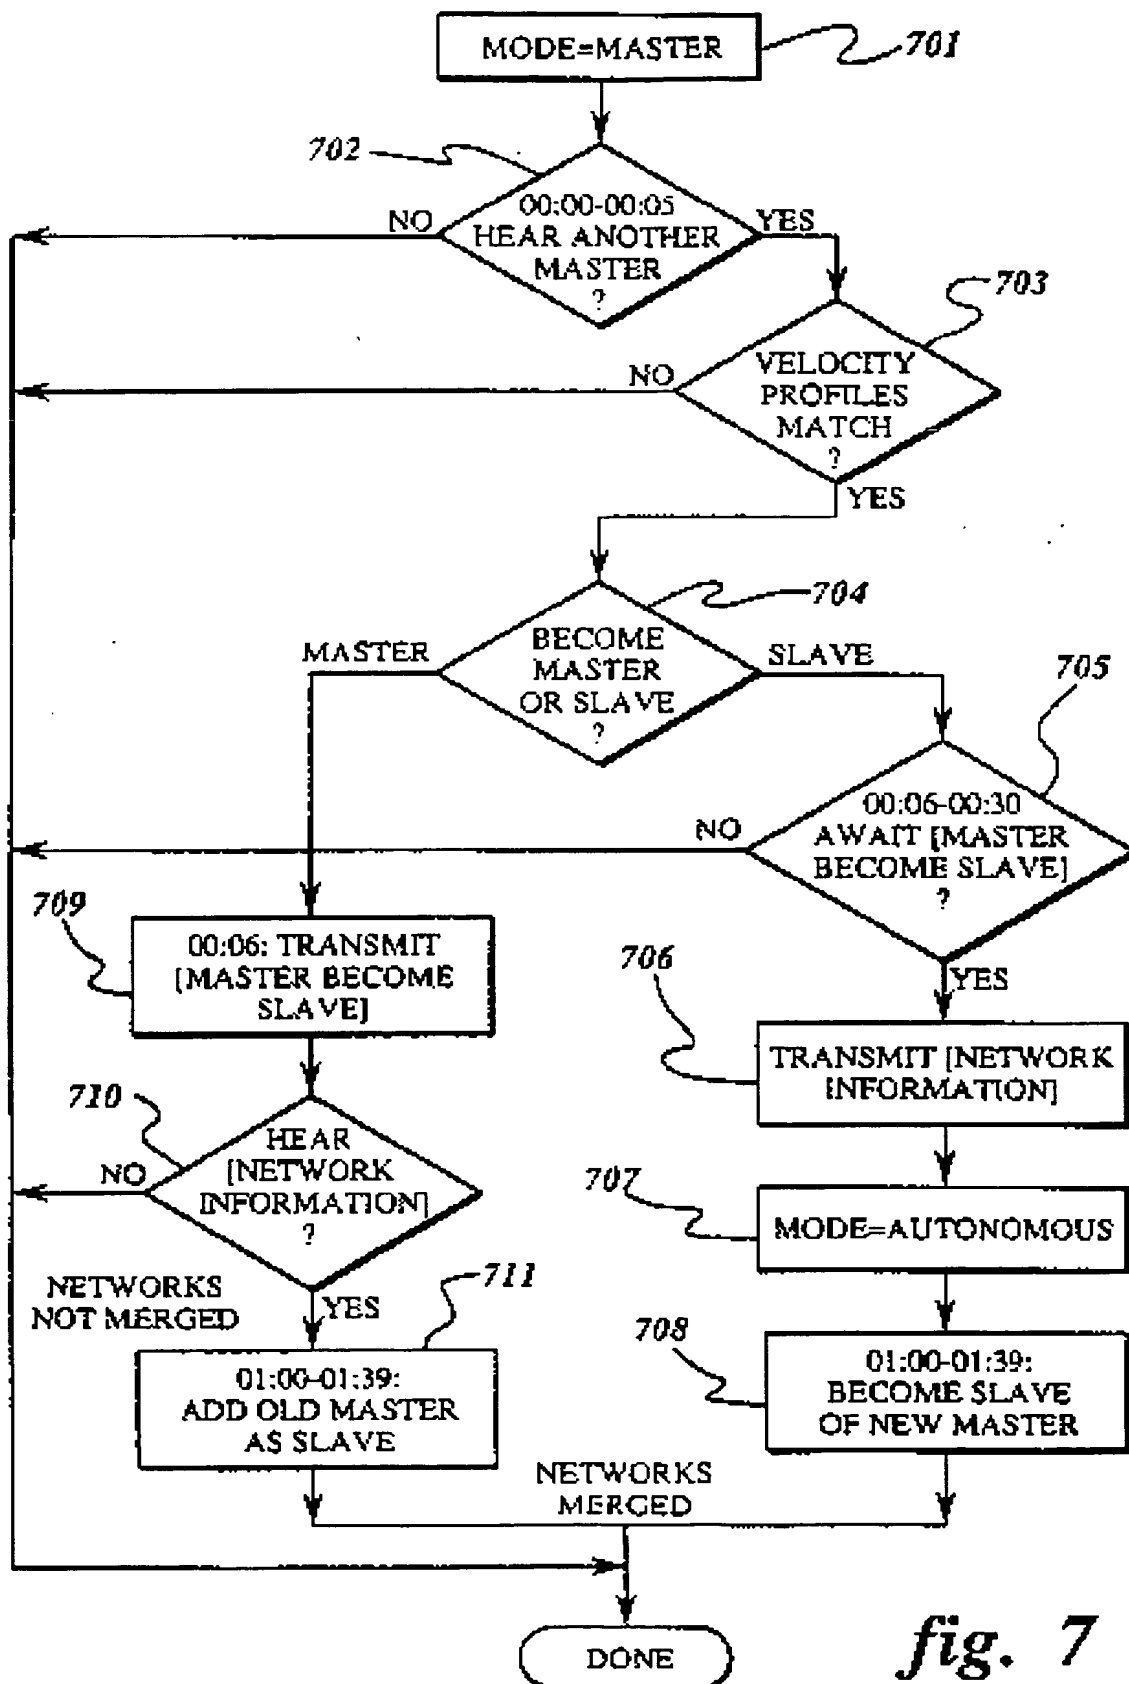 MODE=MASTER
701
702
00:00-00:05
HEAR ANOTHER
MASTER
?
NO
YES
703
VELOCITY
PROFILES
MATCH
?
NO
YES
704
BECOME
MASTER
OR SLAVE
?
MASTER
SLAVE
705
00:06-00:30
AWAIT [MASTER
BECOME SLAVE]
?
NO
YES
709
00:06: TRANSMIT
[MASTER BECOME
SLAVE]
706
TRANSMIT [NETWORK
INFORMATION]
710
HEAR
[NETWORK
INFORMATION]
?
NO
YES
707
MODE=AUTONOMOUS
NETWORKS
NOT MERGED
711
01:00-01:39:
ADD OLD MASTER
AS SLAVE
708
01:00-01:39:
BECOME SLAVE
OF NEW MASTER
NETWORKS
MERGED
DONE
fig. 7